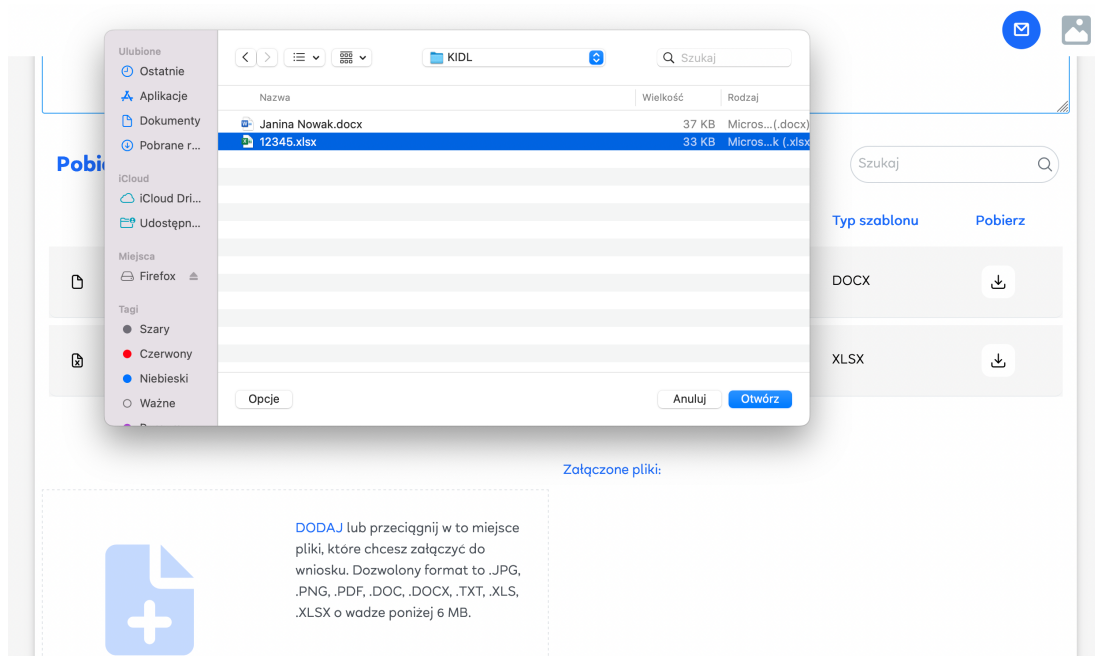 Ulubione
Ostatnie
Aplikacje
Dokumenty
Pobrane r...
iCloud
iCloud Dri...
Udostępn...
Miejsca
Firefox
Tagi
Szary
Czerwony
Niebieski
Ważne
KIDL
Szukaj
Nazwa Wielkość Rodzaj
Janina Nowak.docx 37 KB Micros...(.docx)
12345.xlsx 33 KB Micros...k (.xlsx
Opcje Anuluj Otwórz
Szukaj
Typ szablonu Pobierz
DOCX
XLSX
Załączone pliki:
DODAJ lub przeciągnij w to miejsce
pliki, które chcesz załączyć do
wniosku. Dozwolony format to .JPG,
.PNG, .PDF, .DOC, .DOCX, .TXT, .XLS,
.XLSX o wadze poniżej 6 MB.